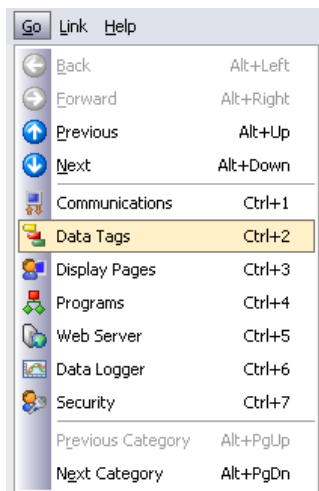 Go Link Help
Back Alt+Left
Forward Alt+Right
Previous Alt+Up
Next Alt+Down
Communications Ctrl+1
Data Tags Ctrl+2
Display Pages Ctrl+3
Programs Ctrl+4
Web Server Ctrl+5
Data Logger Ctrl+6
Security Ctrl+7
Previous Category Alt+PgUp
Next Category Alt+PgDn